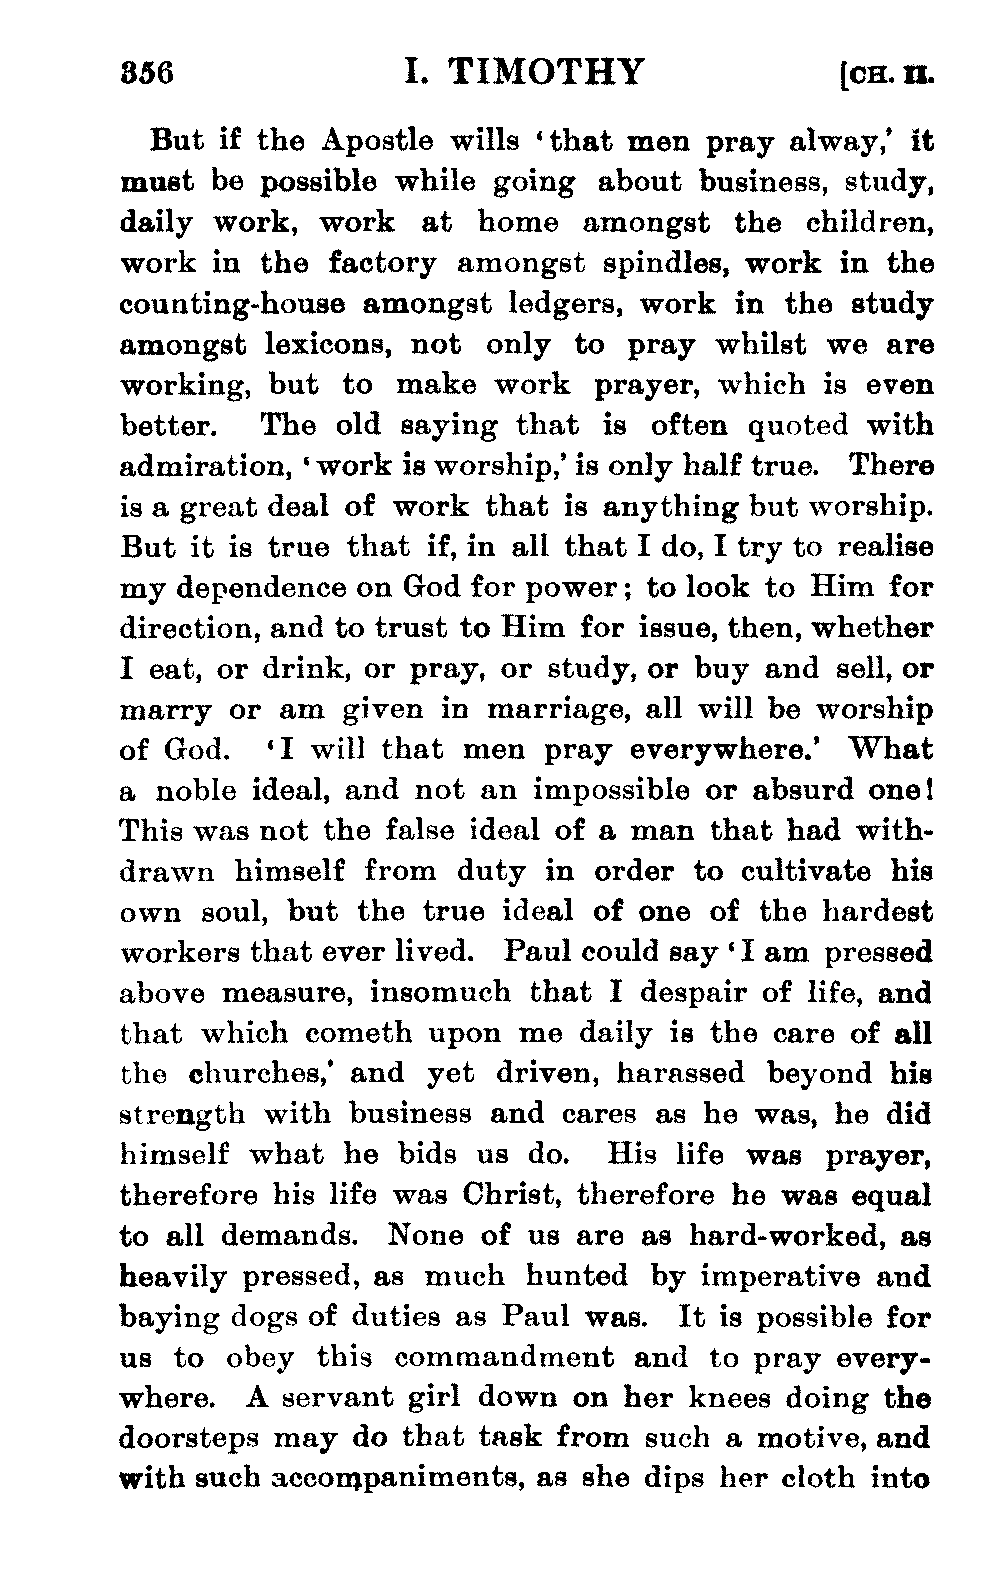 356 I. TIMOTHY [CH. II.
But if the Apostle wills ‘that men pray alway,’ it
must be possible while going about business, study,
daily work, work at home amongst the children,
work in the factory amongst spindles, work in the
counting-house amongst ledgers, work in the study
amongst lexicons, not only to pray whilst we are
working, but to make work prayer, which is even
better. The old saying that is often quoted with
admiration, ‘work is worship,’ is only half true. There
is a great deal of work that is anything but worship.
But it is true that if, in all that I do, I try to realise
my dependence on God for power; to look to Him for
direction, and to trust to Him for issue, then, whether
I eat, or drink, or pray, or study, or buy and sell, or
marry or am given in marriage, all will be worship
of God. ‘I will that men pray everywhere.’ What
a noble ideal, and not an impossible or absurd one!
This was not the false ideal of a man that had with-
drawn himself from duty in order to cultivate his
own soul, but the true ideal of one of the hardest
workers that ever lived. Paul could say ‘I am pressed
above measure, insomuch that I despair of life, and
that which cometh upon me daily is the care of all
the churches,’ and yet driven, harassed beyond his
strength with business and cares as he was, he did
himself what he bids us do. His life was prayer,
therefore his life was Christ, therefore he was equal
to all demands. None of us are as hard-worked, as
heavily pressed, as much hunted by imperative and
baying dogs of duties as Paul was. It is possible for
us to obey this commandment and to pray every-
where. A servant girl down on her knees doing the
doorsteps may do that task from such a motive, and
with such accompaniments, as she dips her cloth into